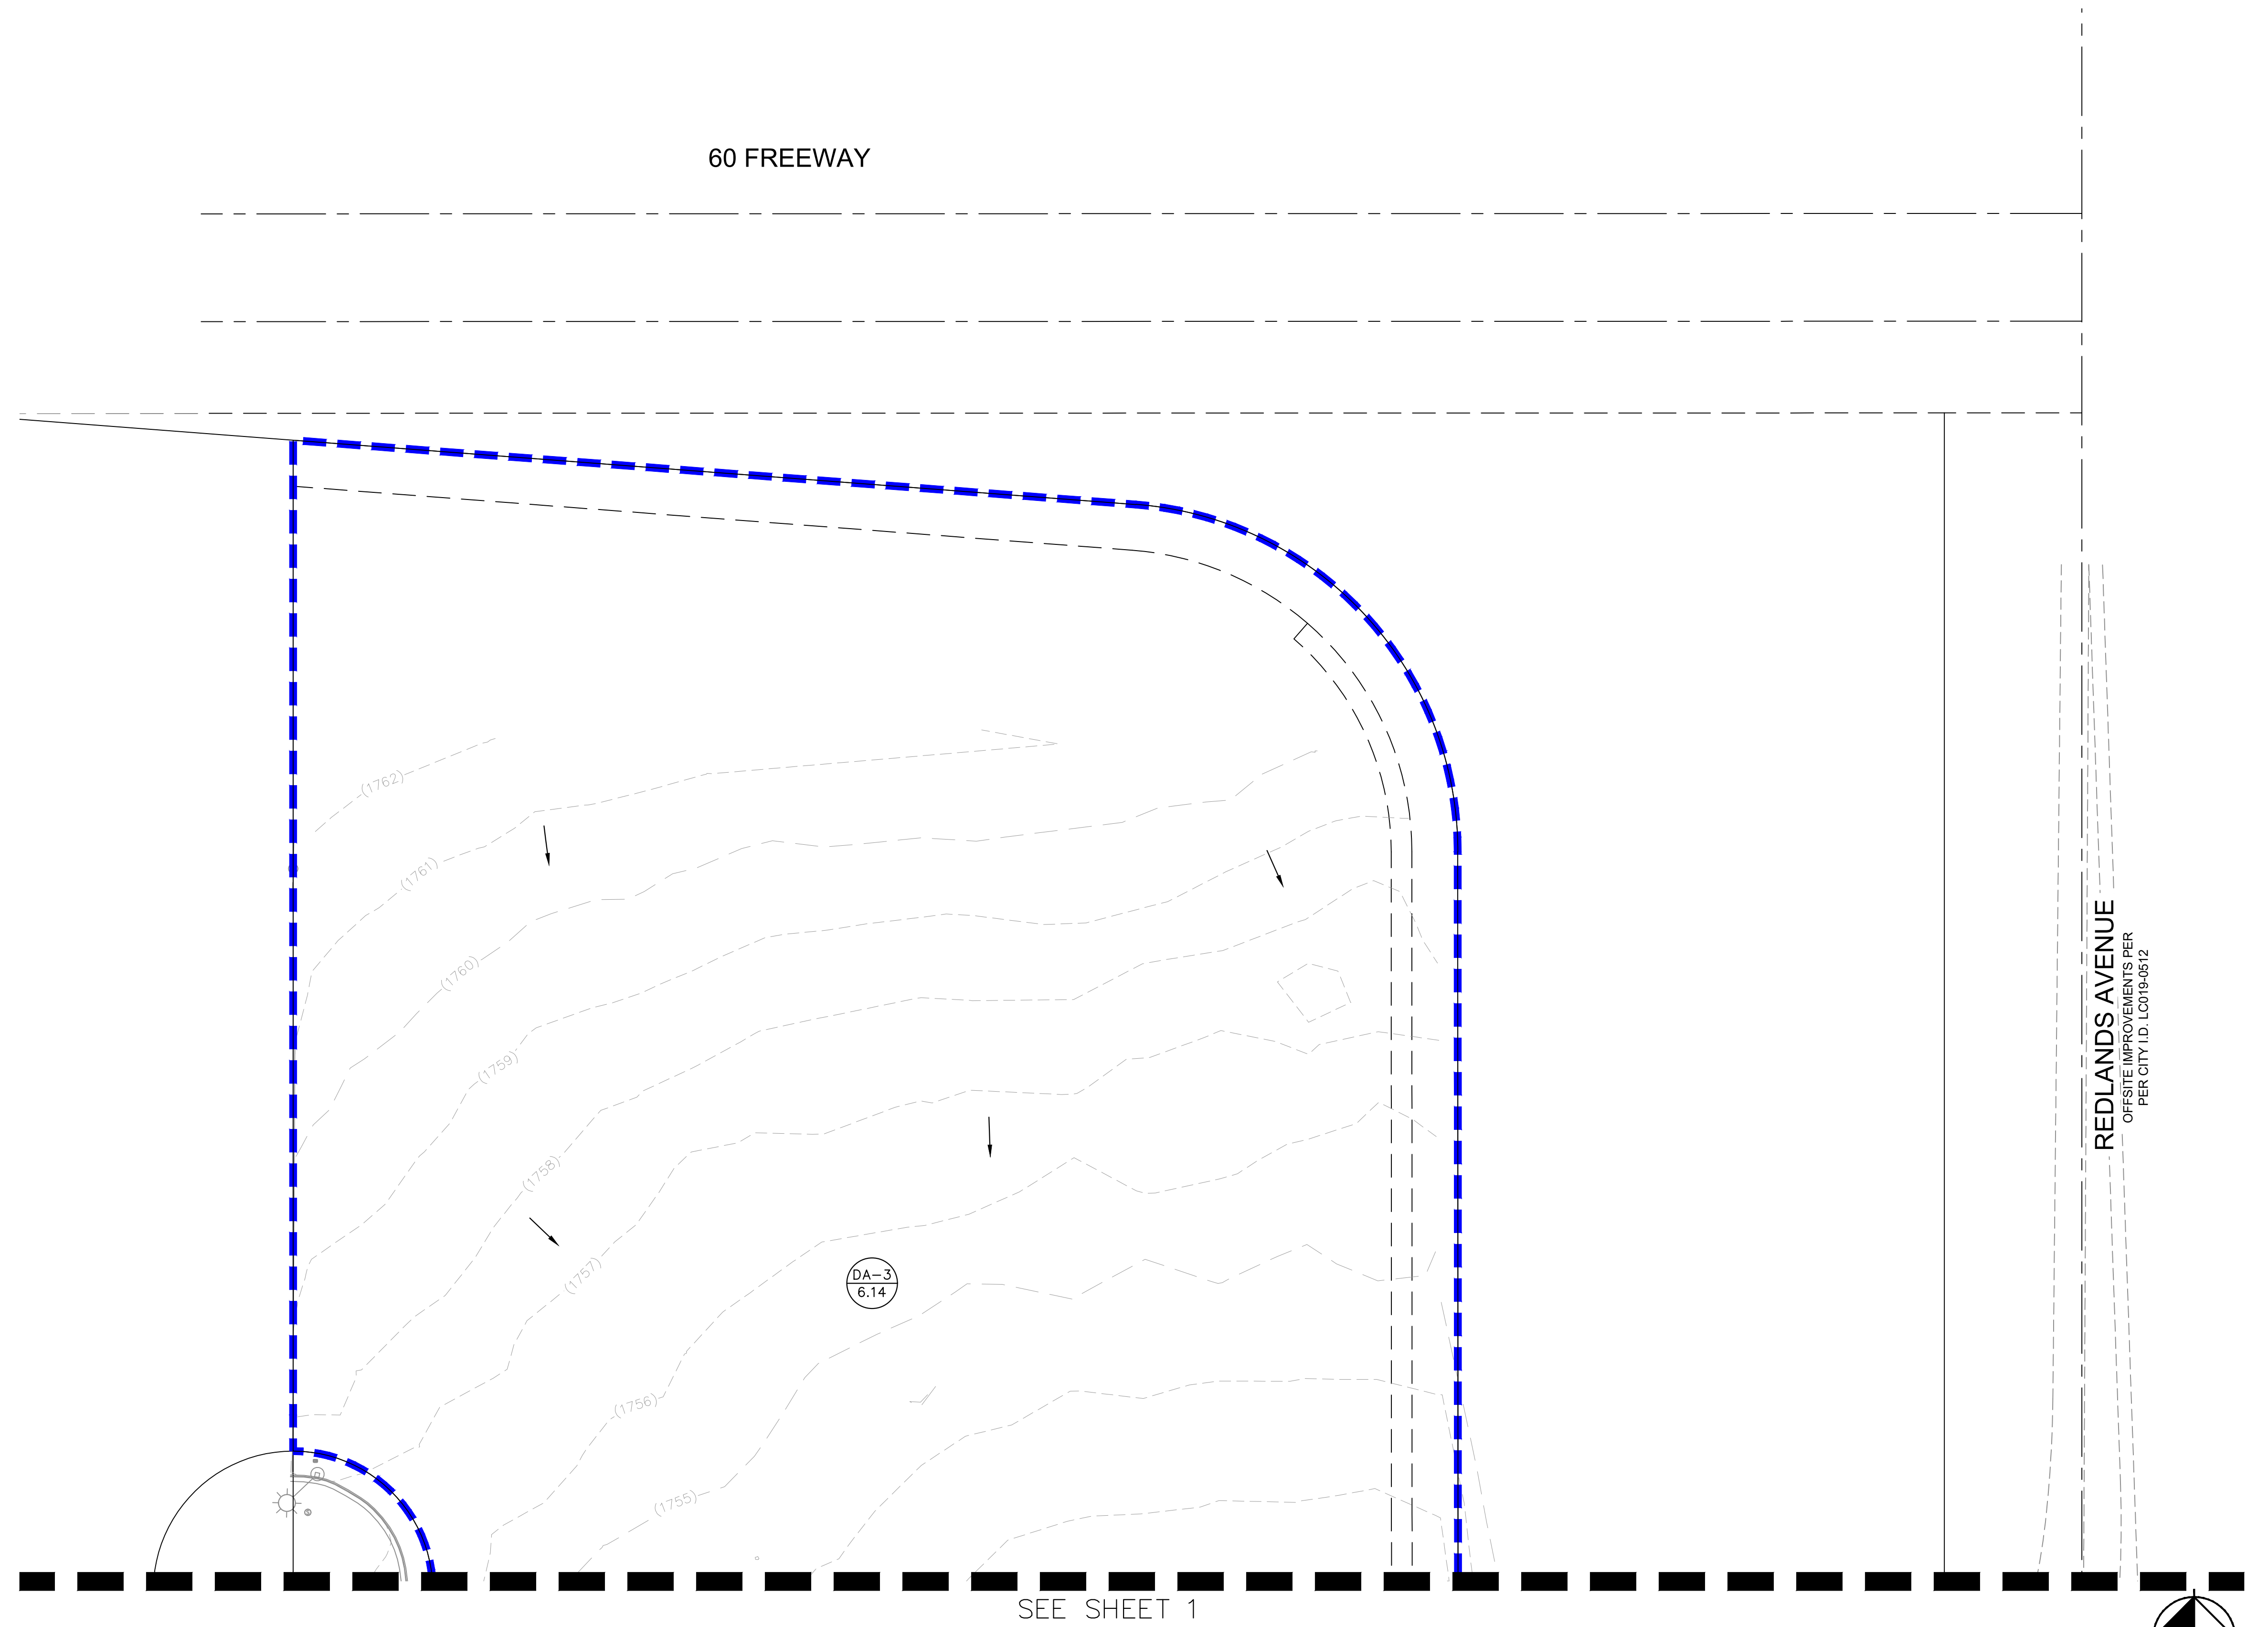 60 FREEWAY
(1762)
(1761)
(1760)
(1759)
(1758)
(1757)
(1756)
(1755)
DA-3
6.14
REDLANDS AVENUE
OFFSITE IMPROVEMENTS PER
PER CITY I.D. LC019-0512
SEE SHEET 1